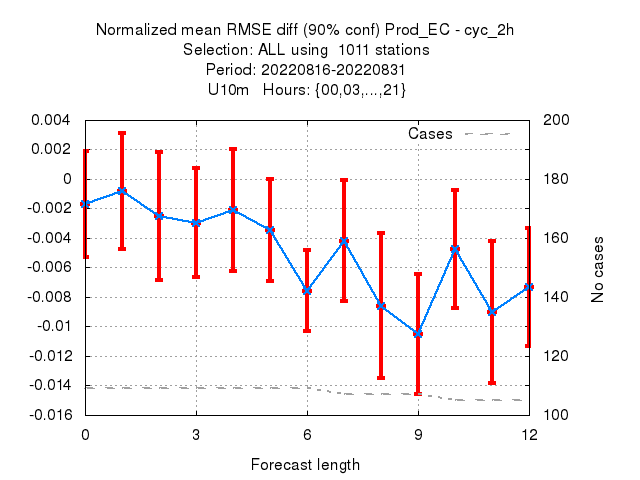 Normalized mean RMSE diff (90% conf) Prod_EC - cyc_2h
Selection: ALL using  1011 stations
Period: 20220816-20220831
U10m   Hours: {00,03,...,21}
Cases
0.004
0.002
0
-0.002
-0.004
-0.006
-0.008
-0.01
-0.012
-0.014
-0.016
200
180
160
140
120
100
No cases
0 3 6 9 12
Forecast length